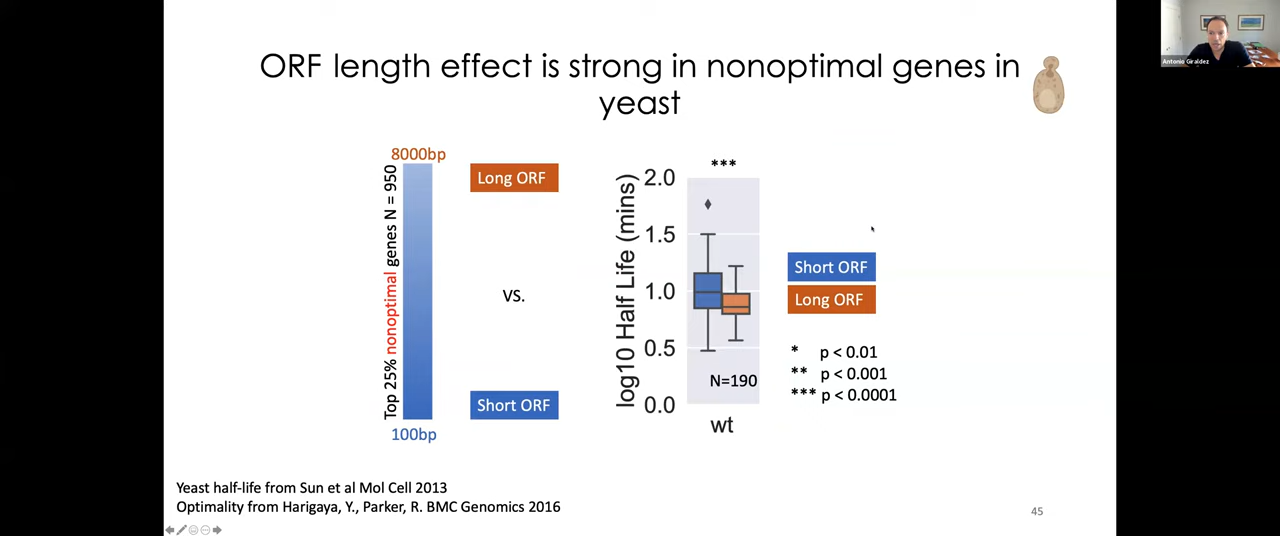 ORF length effect is strong in nonoptimal genes in
yeast
Antonio Giraldez
8000bp
Top 25% nonoptimal genes N = 950
100bp
Long ORF
VS.
Short ORF
***
log10 Half Life (mins)
2.0
1.5
1.0
0.5
0.0
N=190
wt
Short ORF
Long ORF
* p < 0.01
** p < 0.001
*** p < 0.0001
Yeast half-life from Sun et al Mol Cell 2013
Optimality from Harigaya, Y., Parker, R. BMC Genomics 2016
45